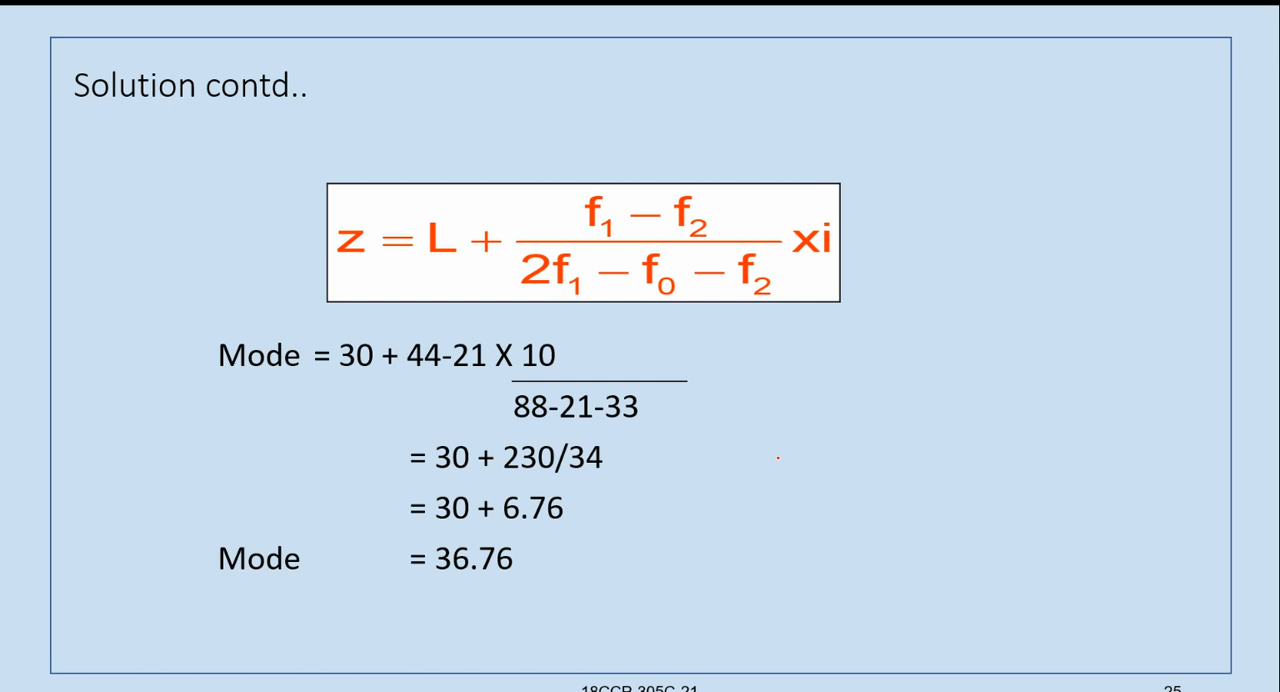 Solution contd..
z = L + f₁ − f₂
2f₁ − f₀ − f₂ xi
Mode = 30 + 44-21 X 10
88-21-33
= 30 + 230/34
= 30 + 6.76
Mode = 36.76